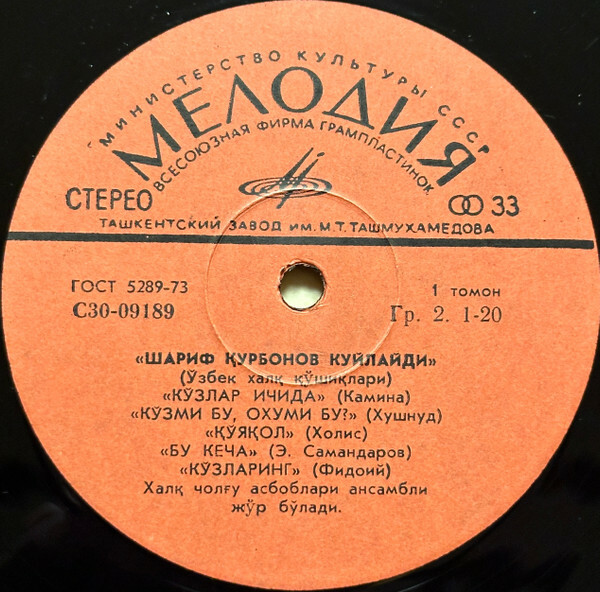 МИНИСТЕРСТВО КУЛЬТУРЫ СССР
МЕЛОДИЯ
ВСЕСОЮЗНАЯ ФИРМА ГРАМПЛАСТИНОК
СТЕРЕО
33
ТАШКЕНТСКИЙ ЗАВОД ИМ. М.Т. ТАШМУХАМЕДОВА
ГОСТ 5289-73
С30-09189
1 томон
Гр. 2. 1-20
«ШАРИФ ҚУРБОНОВ КУЙЛАЙДИ»
(Ўзбек халқ қўшиқлари)
«КЎЗЛАР ИЧИДА» (Камина)
«КЎЗМИ БУ, ОХУМИ БУ?» (Хушнуд)
«ҚЎЯҚОЛ» (Холис)
«БУ КЕЧА» (Э. Самандаров)
«КЎЗЛАРИНГ» (Фидоий)
Халқ чолғу асбоблари ансамбли
жўр бўлади.